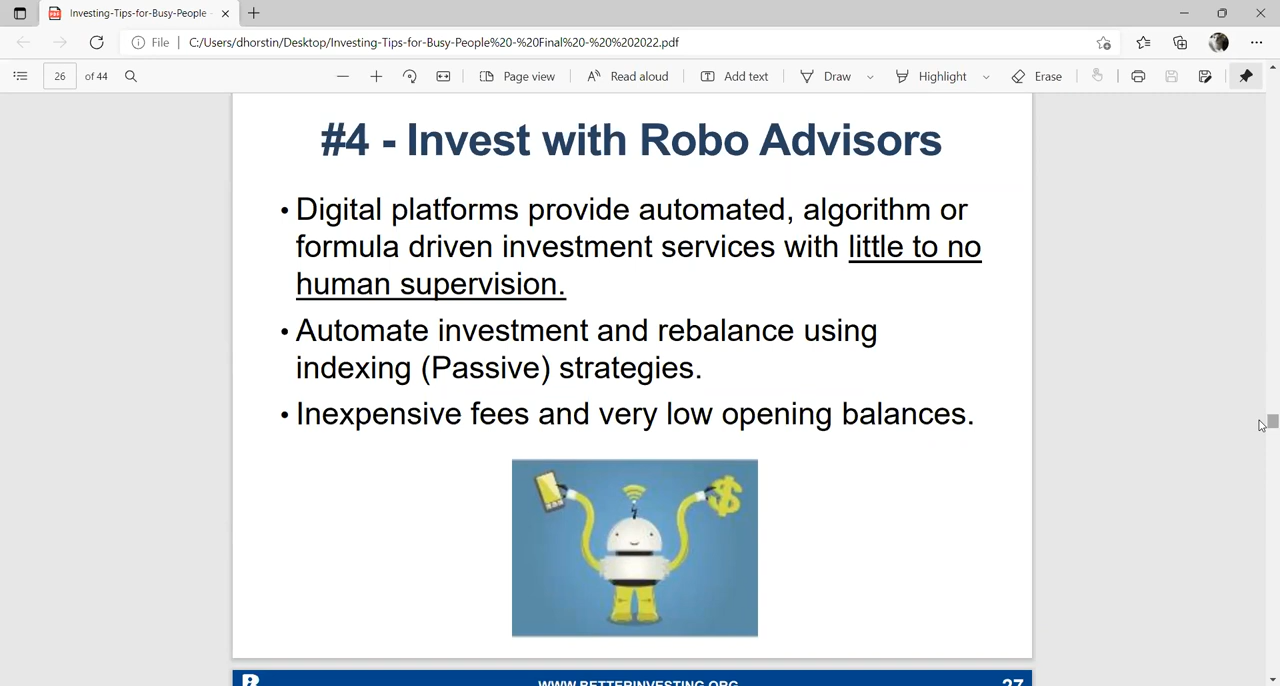 Investing-Tips-for-Busy-People
File
C:/Users/dhorstin/Desktop/Investing-Tips-for-Busy-People%20-%20Final%20-%20%202022.pdf
26 of 44
Page view
Read aloud
Add text
Draw
Highlight
Erase
#4 - Invest with Robo Advisors
• Digital platforms provide automated, algorithm or
formula driven investment services with little to no
human supervision.
• Automate investment and rebalance using
indexing (Passive) strategies.
• Inexpensive fees and very low opening balances.
$
WWW.BETTERINVESTING.ORG
27